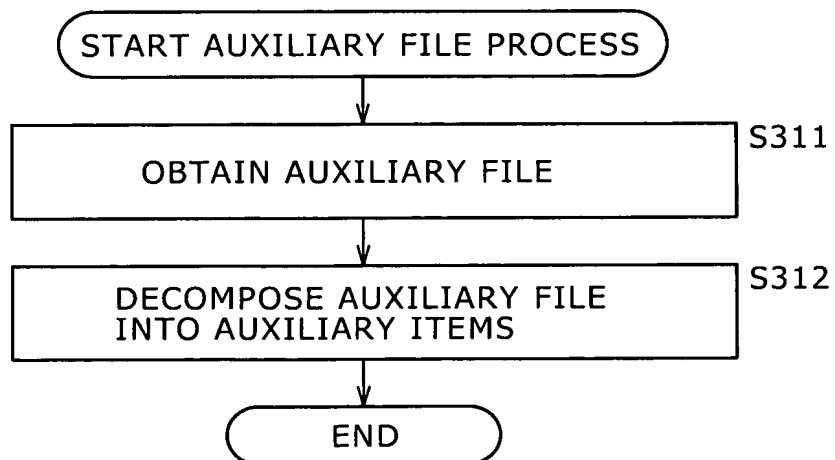 START AUXILIARY FILE PROCESS
S311
OBTAIN AUXILIARY FILE
S312
DECOMPOSE AUXILIARY FILE
INTO AUXILIARY ITEMS
END